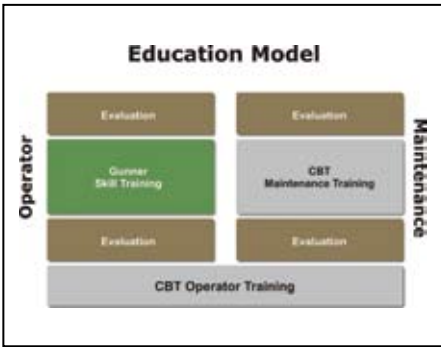 Education Model
Operator
Evaluation
Evaluation
Gunner
Skill Training
CBT
Maintenance Training
Evaluation
Evaluation
CBT Operator Training
Maintenance